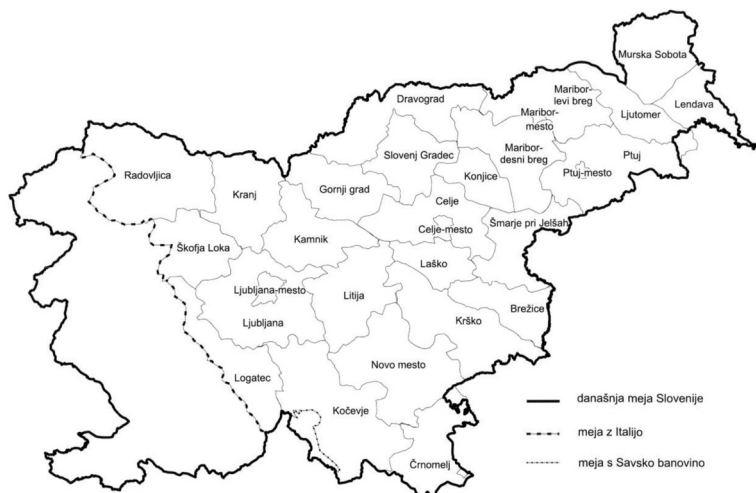 Murska Sobota
Lendava
Maribor-
levi breg
Ljutomer
Dravograd
Maribor-
mesto
Slovenj Gradec
Maribor-
desni breg
Ptuj
Ptuj-mesto
Radovljica
Kranj
Gornji grad
Konjice
Celje
Celje-mesto
Šmarje pri Jelšah
Škofja Loka
Kamnik
Laško
Ljubljana-mesto
Litija
Brežice
Ljubljana
Krško
Logatec
Novo mesto
Kočevje
Črnomelj
današnja meja Slovenije
meja z Italijo
meja s Savsko banovino